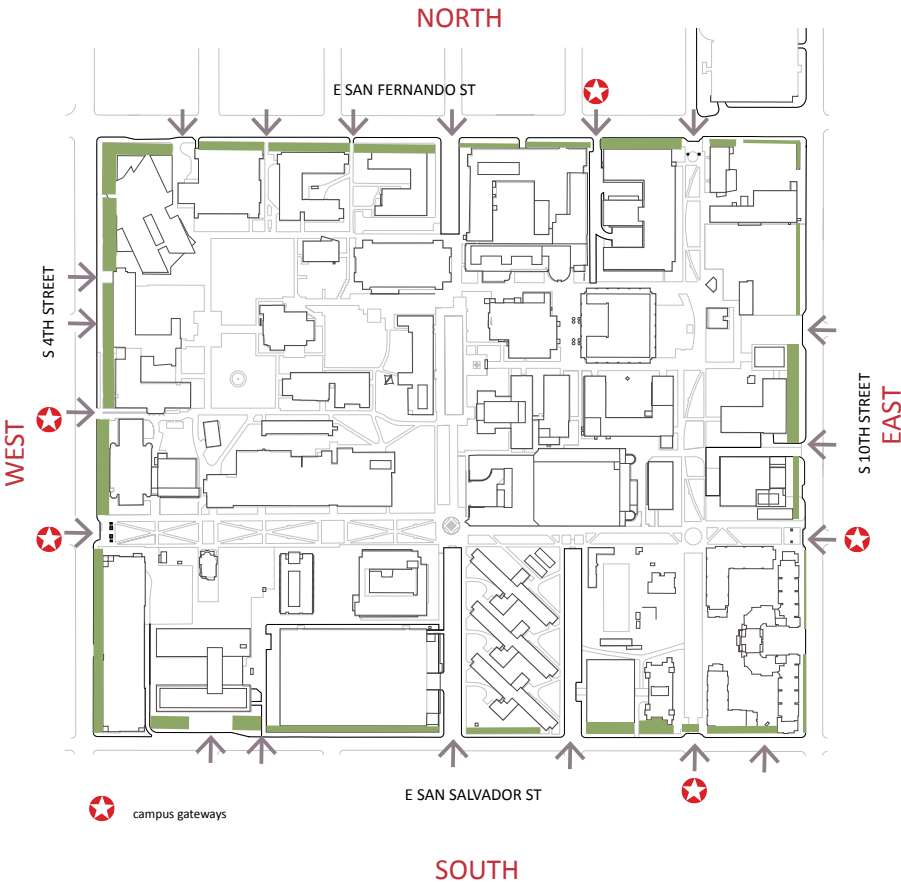 NORTH
E SAN FERNANDO ST
S 4TH STREET
WEST
S 10TH STREET
EAST
E SAN SALVADOR ST
campus gateways
SOUTH